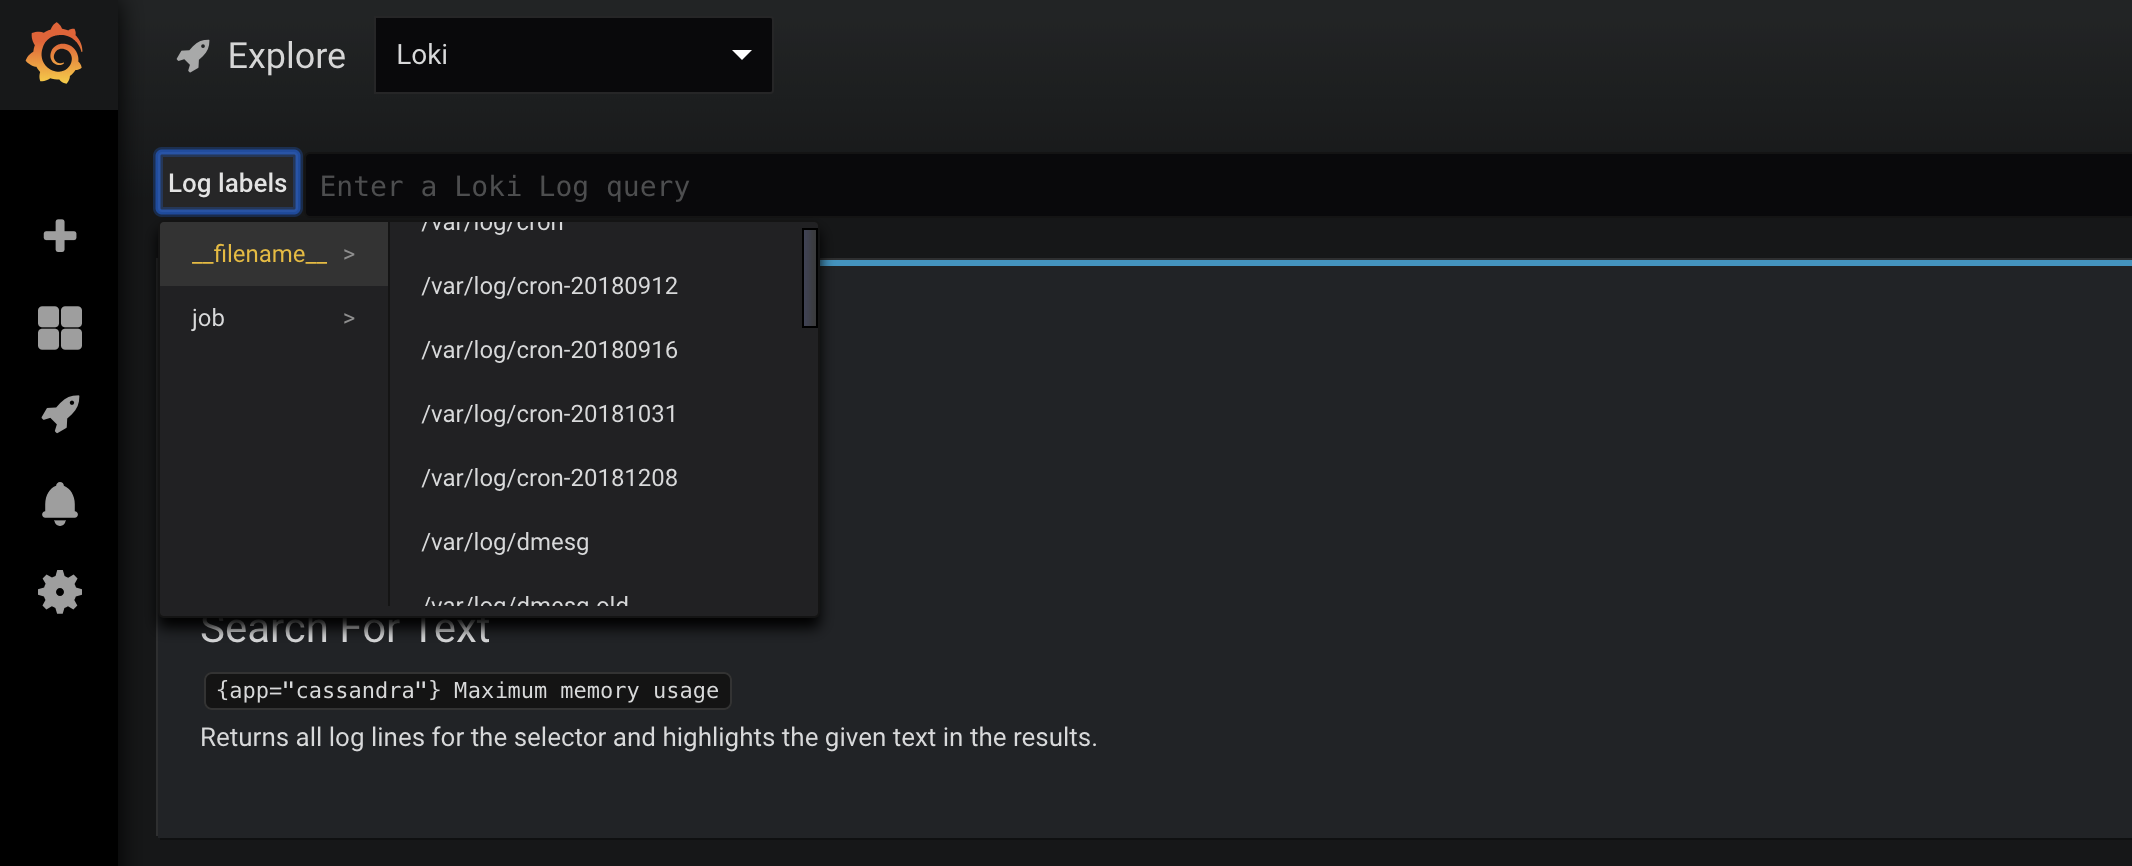 Explore
Loki
Log labels
Enter a Loki Log query
__filename__ >
job >
/var/log/cron
/var/log/cron-20180912
/var/log/cron-20180916
/var/log/cron-20181031
/var/log/cron-20181208
/var/log/dmesg
/var/log/dmesg.old
Search For Text
{app="cassandra"} Maximum memory usage
Returns all log lines for the selector and highlights the given text in the results.